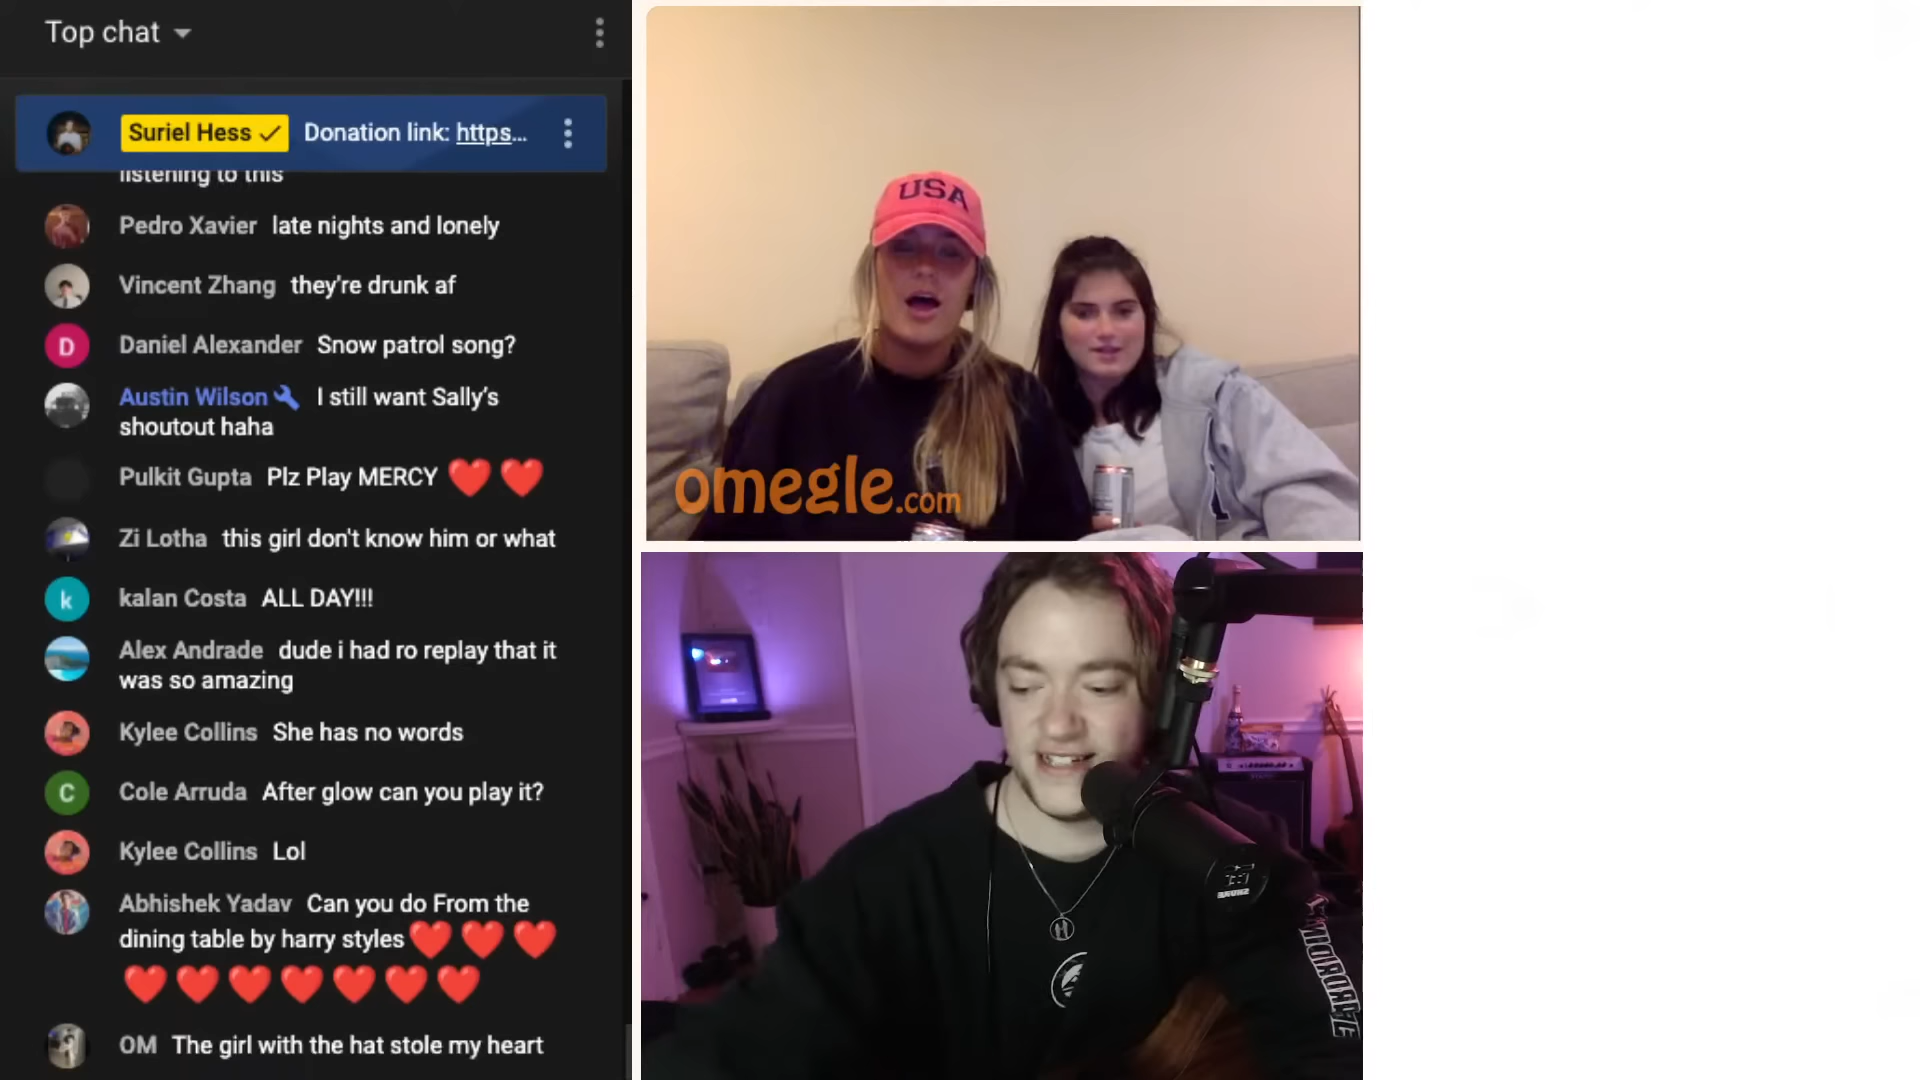 Top chat
Suriel Hess Donation link: https...
listening to this
Pedro Xavier late nights and lonely
Vincent Zhang they're drunk af
D Daniel Alexander Snow patrol song?
Austin Wilson I still want Sally's
shoutout haha
Pulkit Gupta Plz Play MERCY ❤️ ❤️
Zi Lotha this girl don't know him or what
k kalan Costa ALL DAY!!!
Alex Andrade dude i had ro replay that it
was so amazing
Kylee Collins She has no words
C Cole Arruda After glow can you play it?
Kylee Collins Lol
Abhishek Yadav Can you do From the
dining table by harry styles❤️ ❤️ ❤️
❤️ ❤️ ❤️ ❤️ ❤️ ❤️ ❤️
OM The girl with the hat stole my heart
USA
omegle.com